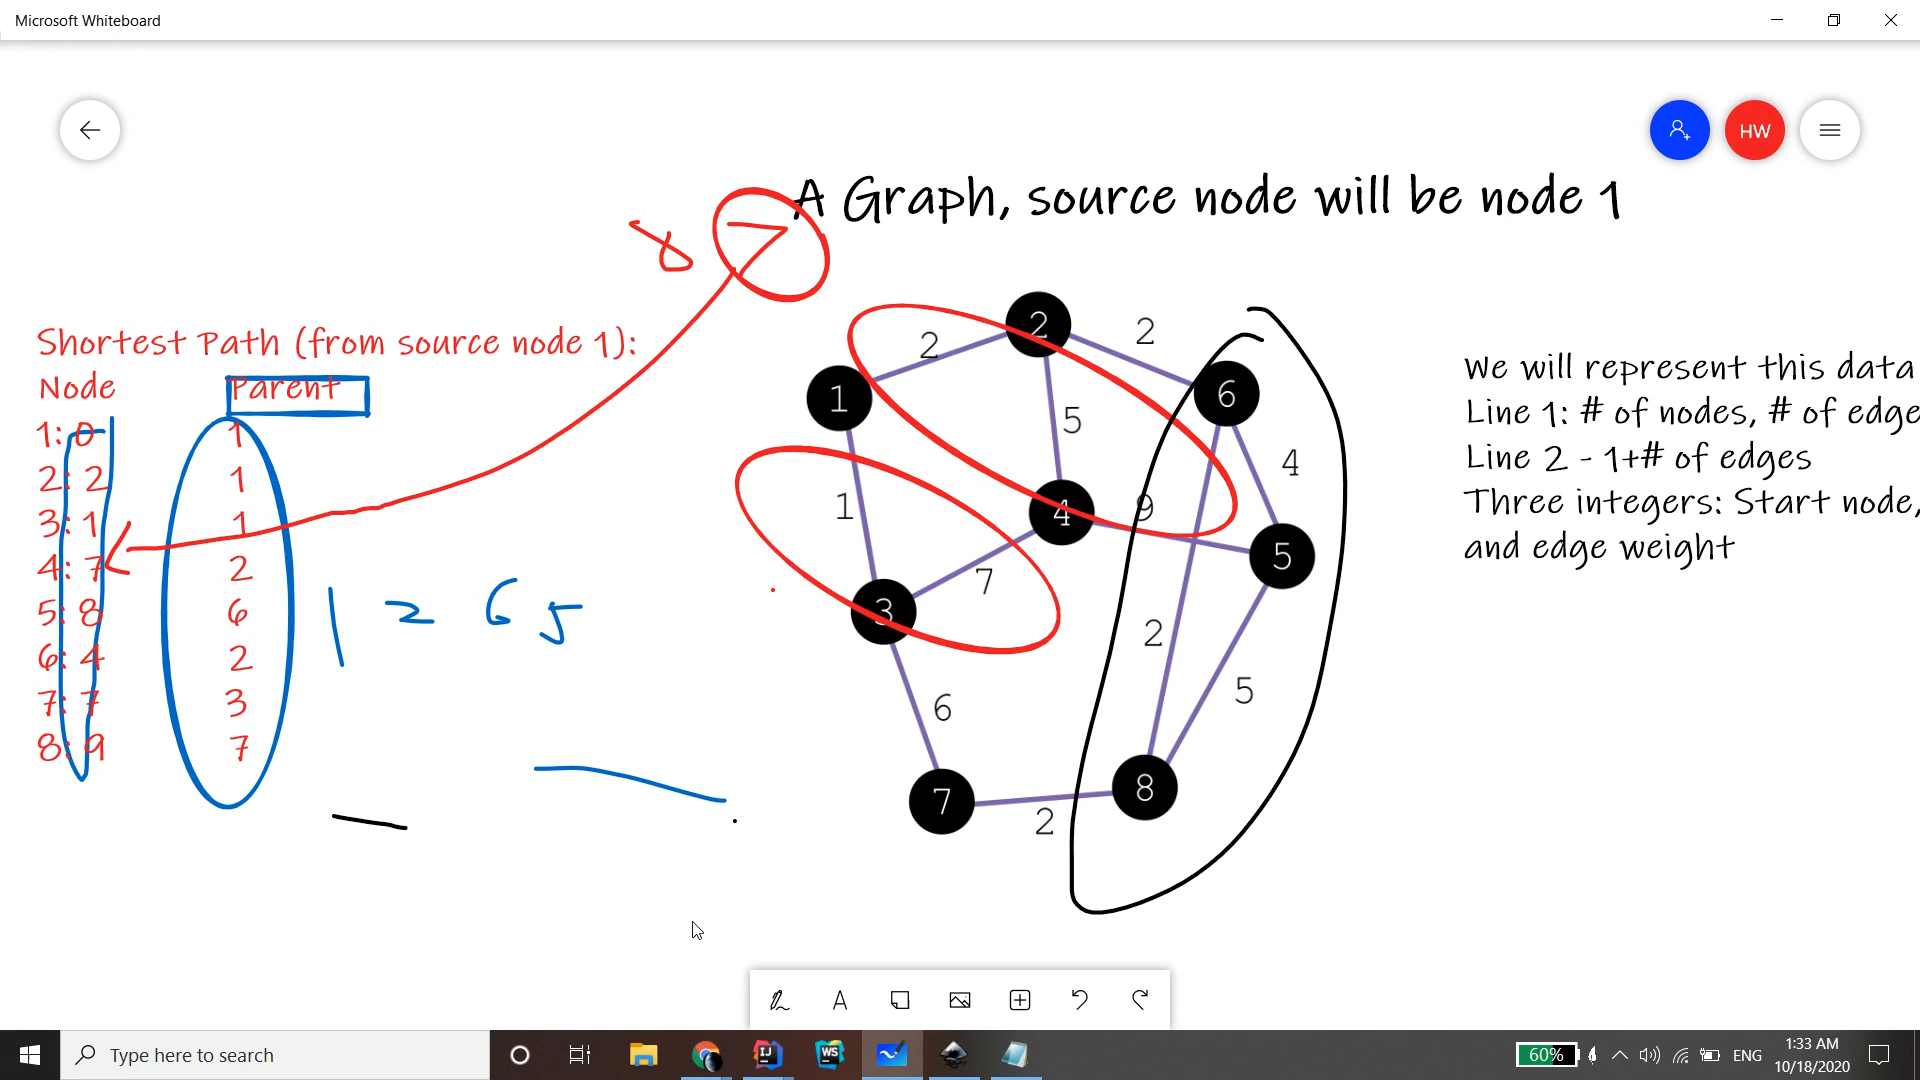 Microsoft Whiteboard
HW
A Graph, source node will be node 1
8 7
Shortest Path (from source node 1):
Node Parent
1: 0 1
2: 2 1
3: 1 1
4: 7 2
5: 8 6
6: 4 2
7: 7 3
8: 9 7
1 2 6 5
2
2
2
6
1
5
4
1
4
9
5
3
7
2
6
5
7
2
8
We will represent this data
Line 1: # of nodes, # of edge
Line 2 - 1+# of edges
Three integers: Start node,
and edge weight
Type here to search
60%
ENG
1:33 AM
10/18/2020